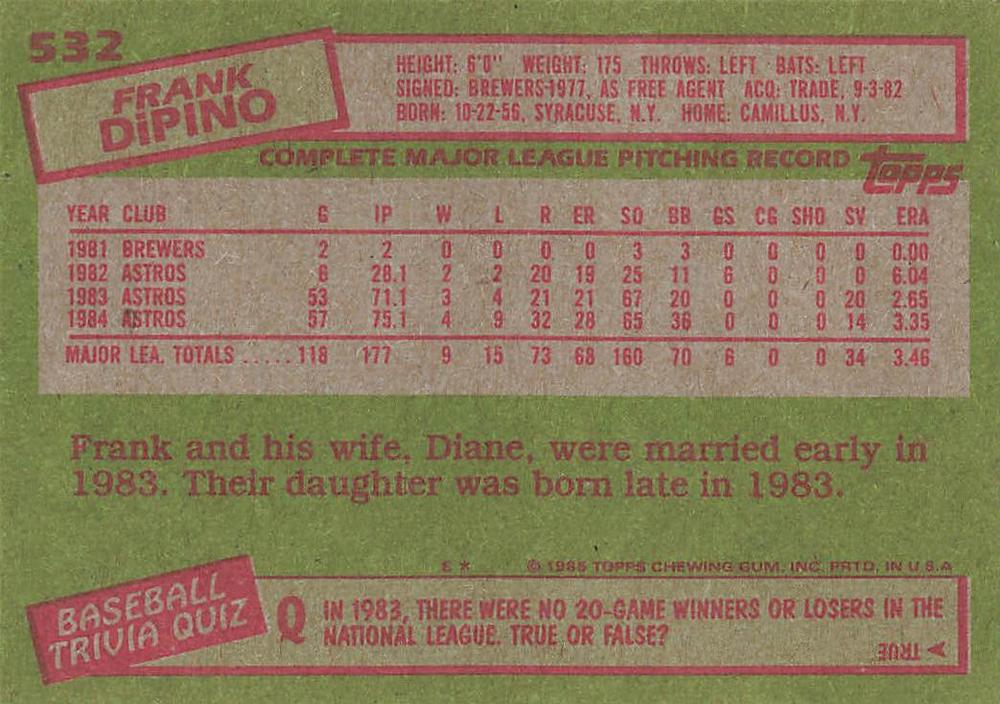 532
FRANK
DiPINO
HEIGHT: 6'0" WEIGHT: 175 THROWS: LEFT BATS: LEFT
SIGNED: BREWERS-1977, AS FREE AGENT ACQ: TRADE, 9-3-82
BORN: 10-22-56, SYRACUSE, N.Y. HOME: CAMILLUS, N.Y.
COMPLETE MAJOR LEAGUE PITCHING RECORD topps
YEAR CLUB G IP W L R ER SO BB GS CG SHO SV ERA
1981 BREWERS 2 2 0 0 0 0 3 3 0 0 0 0 0.00
1982 ASTROS 6 28.1 2 2 20 19 25 11 6 0 0 0 6.04
1983 ASTROS 53 71.1 3 4 21 21 67 20 0 0 0 20 2.65
1984 ASTROS 57 75.1 4 9 32 28 65 36 0 0 0 14 3.35
MAJOR LEA. TOTALS ..... 118 177 9 15 73 68 160 70 6 0 0 34 3.46
Frank and his wife, Diane, were married early in
1983. Their daughter was born late in 1983.
E * © 1985 TOPPS CHEWING GUM, INC. PRTD. IN U.S.A
BASEBALL
TRIVIA QUIZ
Q IN 1983, THERE WERE NO 20-GAME WINNERS OR LOSERS IN THE
NATIONAL LEAGUE. TRUE OR FALSE?
A TRUE